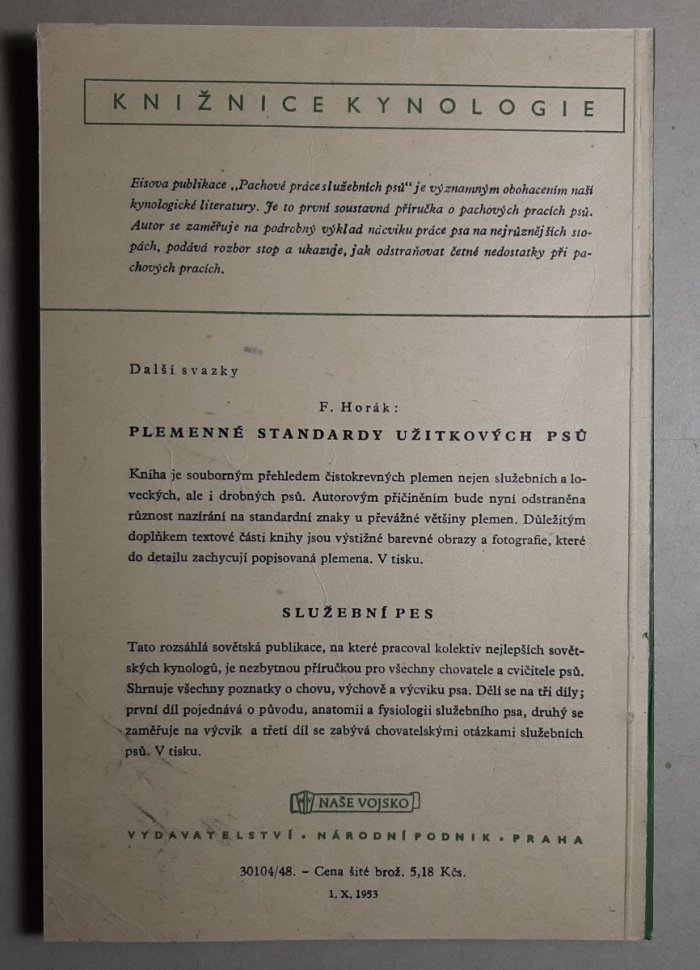 KNIŽNICE KYNOLOGIE
Eisova publikace „Pachové práce služebních psů" je významným obohacením naší
kynologické literatury. Je to první soustavná příručka o pachových pracích psů.
Autor se zaměřuje na podrobný výklad nácviku práce psa na nejrůznějších sto-
pách, podává rozbor stop a ukazuje, jak odstraňovat četné nedostatky při pa-
chových pracích.
Další svazky
F. Horák:
PLEMENNÉ STANDARDY UŽITKOVÝCH PSŮ
Kniha je souborným přehledem čistokrevných plemen nejen služebních a lo-
veckých, ale i drobných psů. Autorovým přičiněním bude nyní odstraněna
různost nazírání na standardní znaky u převážné většiny plemen. Důležitým
doplňkem textové části knihy jsou výstižné barevné obrazy a fotografie, které
do detailu zachycují popisovaná plemena. V tisku.
SLUŽEBNÍ PES
Tato rozsáhlá sovětská publikace, na které pracoval kolektiv nejlepších sovět-
ských kynologů, je nezbytnou příručkou pro všechny chovatele a cvičitele psů.
Shrnuje všechny poznatky o chovu, výchově a výcviku psa. Dělí se na tři díly;
první díl pojednává o původu, anatomii a fysiologii služebního psa, druhý se
zaměřuje na výcvik a třetí díl se zabývá chovatelskými otázkami služebních
psů. V tisku.
NAŠE VOJSKO
VYDAVATELSTVÍ • NÁRODNÍ PODNIK • PRAHA
30104/48. – Cena šité brož. 5,18 Kčs.
1. X. 1953